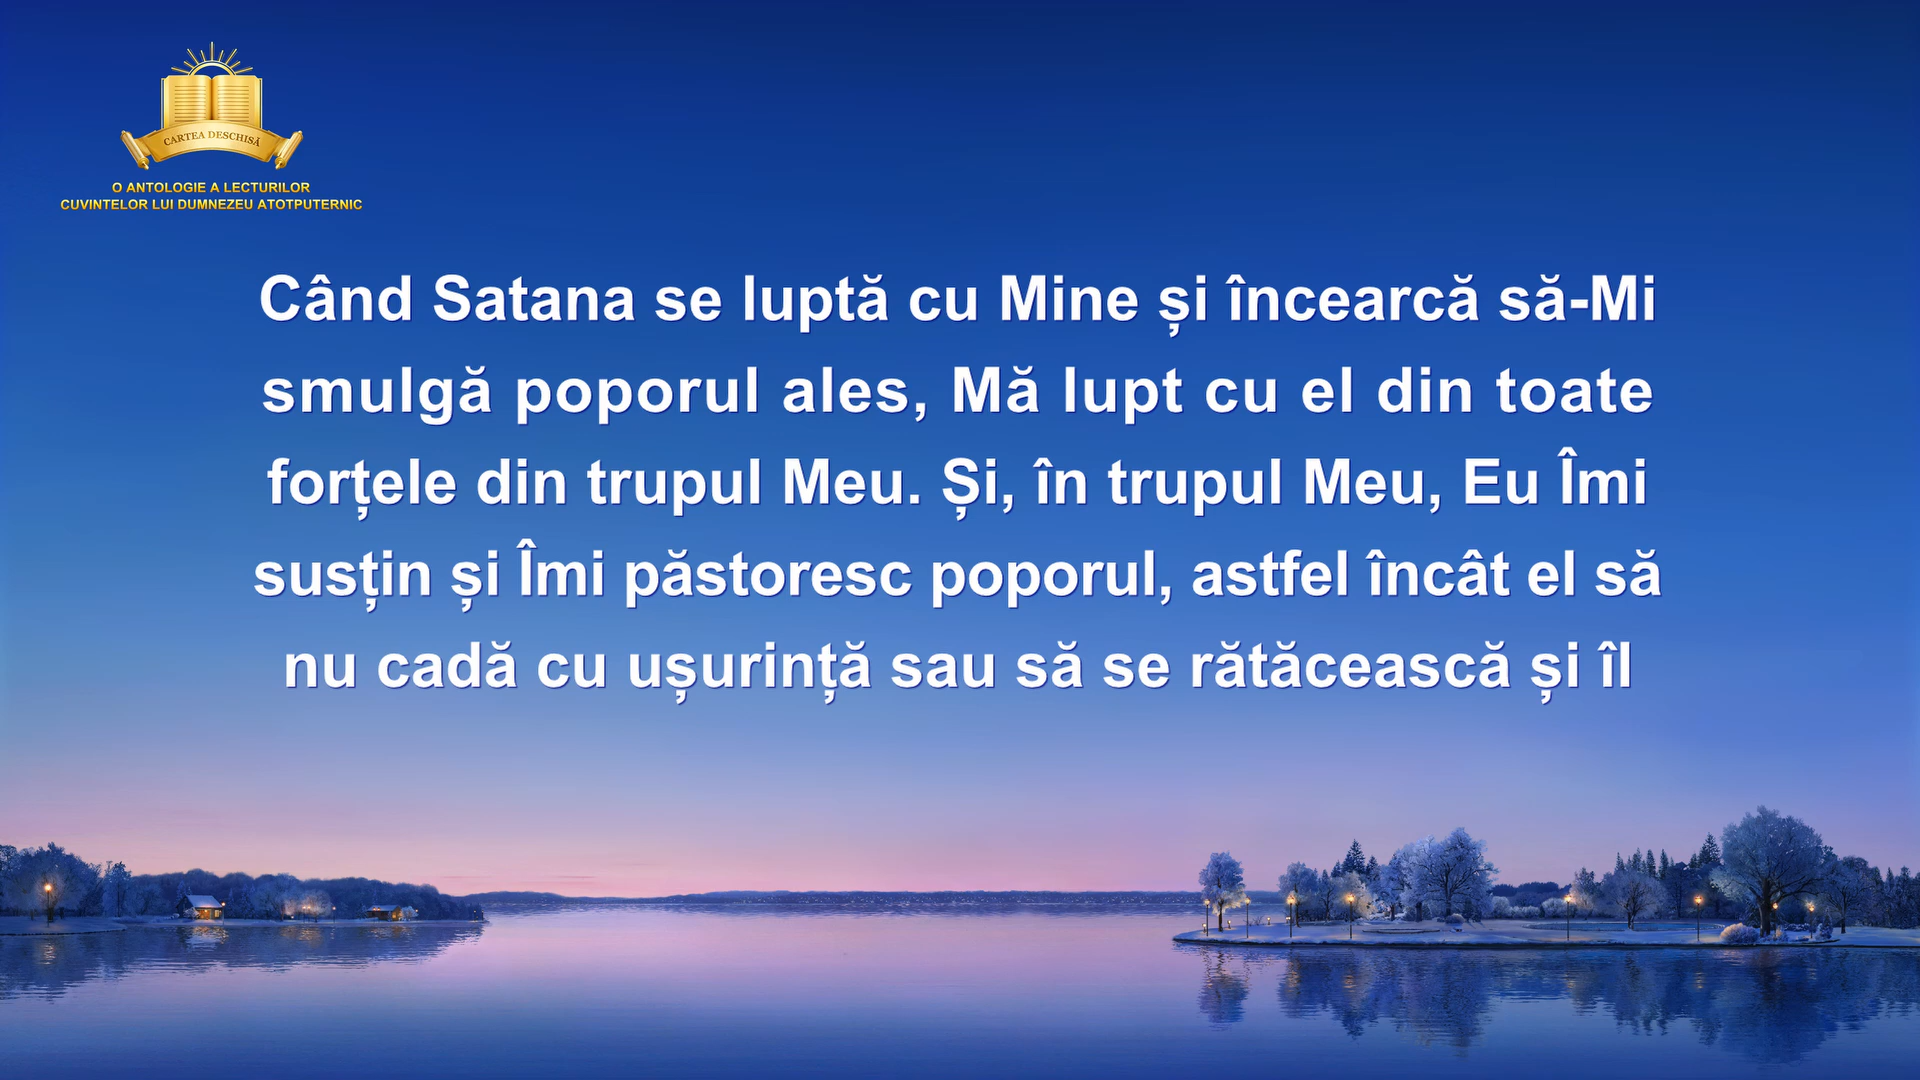 CARTEA DESCHISĂ
O ANTOLOGIE A LECTURILOR
CUVINTELOR LUI DUMNEZEU ATOTPUTERNIC
Când Satana se luptă cu Mine și încearcă să-Mi
smulgă poporul ales, Mă lupt cu el din toate
forțele din trupul Meu. Și, în trupul Meu, Eu Îmi
susțin și Îmi păstoresc poporul, astfel încât el să
nu cadă cu ușurință sau să se rătăcească și îl